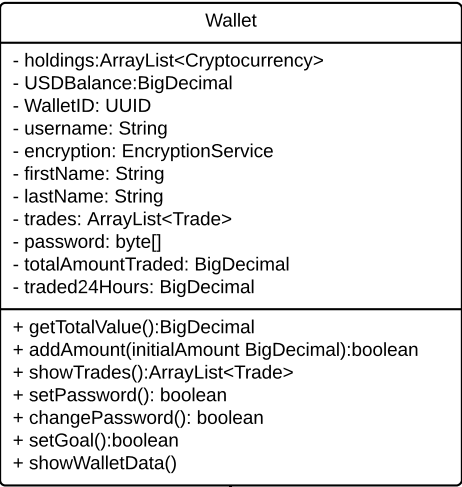 Wallet
- holdings:ArrayList<Cryptocurrency>
- USDBalance:BigDecimal
- WalletID: UUID
- username: String
- encryption: EncryptionService
- firstName: String
- lastName: String
- trades: ArrayList<Trade>
- password: byte[]
- totalAmountTraded: BigDecimal
- traded24Hours: BigDecimal
+ getTotalValue():BigDecimal
+ addAmount(initialAmount BigDecimal):boolean
+ showTrades():ArrayList<Trade>
+ setPassword(): boolean
+ changePassword(): boolean
+ setGoal():boolean
+ showWalletData()